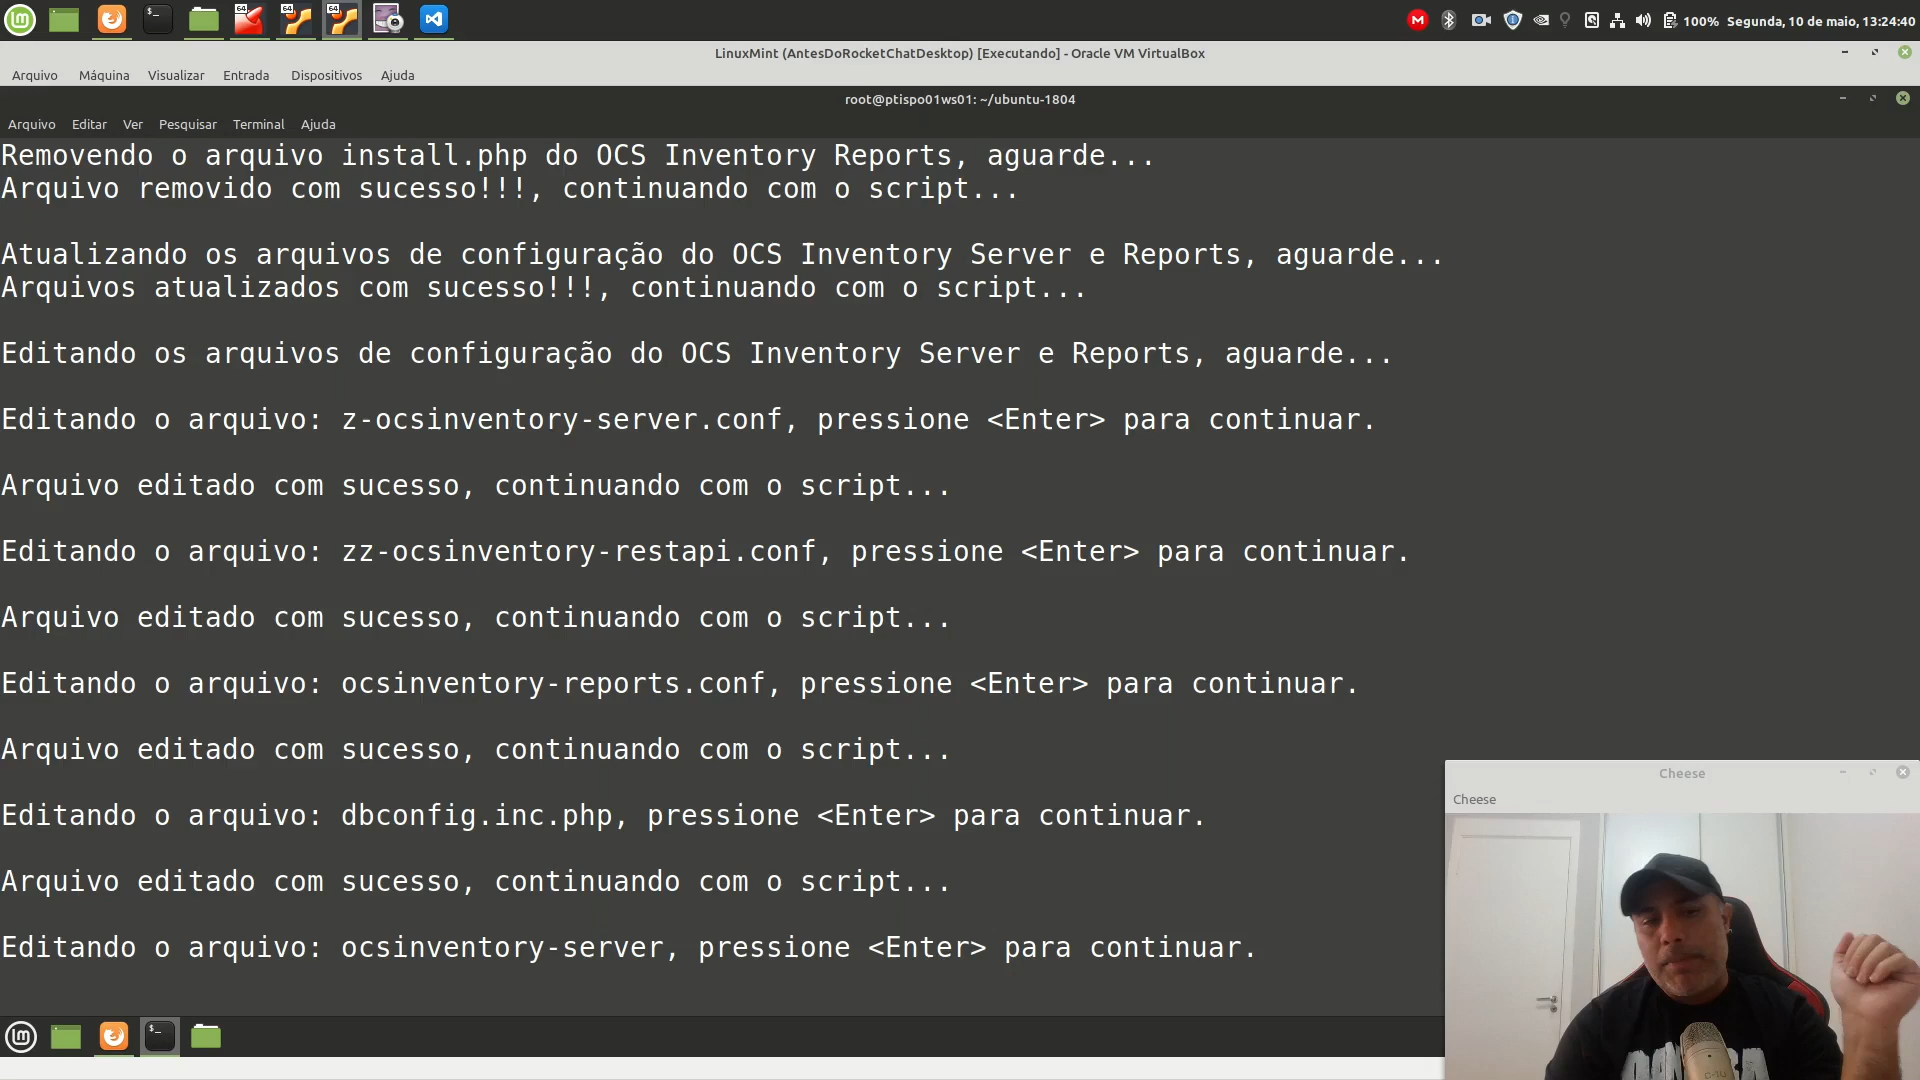 100% Segunda, 10 de maio, 13:24:40
LinuxMint (AntesDoRocketChatDesktop) [Executando] - Oracle VM VirtualBox
Arquivo Máquina Visualizar Entrada Dispositivos Ajuda
root@ptispo01ws01: ~/ubuntu-1804
Arquivo Editar Ver Pesquisar Terminal Ajuda
Removendo o arquivo install.php do OCS Inventory Reports, aguarde...
Arquivo removido com sucesso!!!, continuando com o script...
Atualizando os arquivos de configuração do OCS Inventory Server e Reports, aguarde...
Arquivos atualizados com sucesso!!!, continuando com o script...
Editando os arquivos de configuração do OCS Inventory Server e Reports, aguarde...
Editando o arquivo: z-ocsinventory-server.conf, pressione <Enter> para continuar.
Arquivo editado com sucesso, continuando com o script...
Editando o arquivo: zz-ocsinventory-restapi.conf, pressione <Enter> para continuar.
Arquivo editado com sucesso, continuando com o script...
Editando o arquivo: ocsinventory-reports.conf, pressione <Enter> para continuar.
Arquivo editado com sucesso, continuando com o script...
Editando o arquivo: dbconfig.inc.php, pressione <Enter> para continuar.
Arquivo editado com sucesso, continuando com o script...
Editando o arquivo: ocsinventory-server, pressione <Enter> para continuar.
Cheese
Cheese